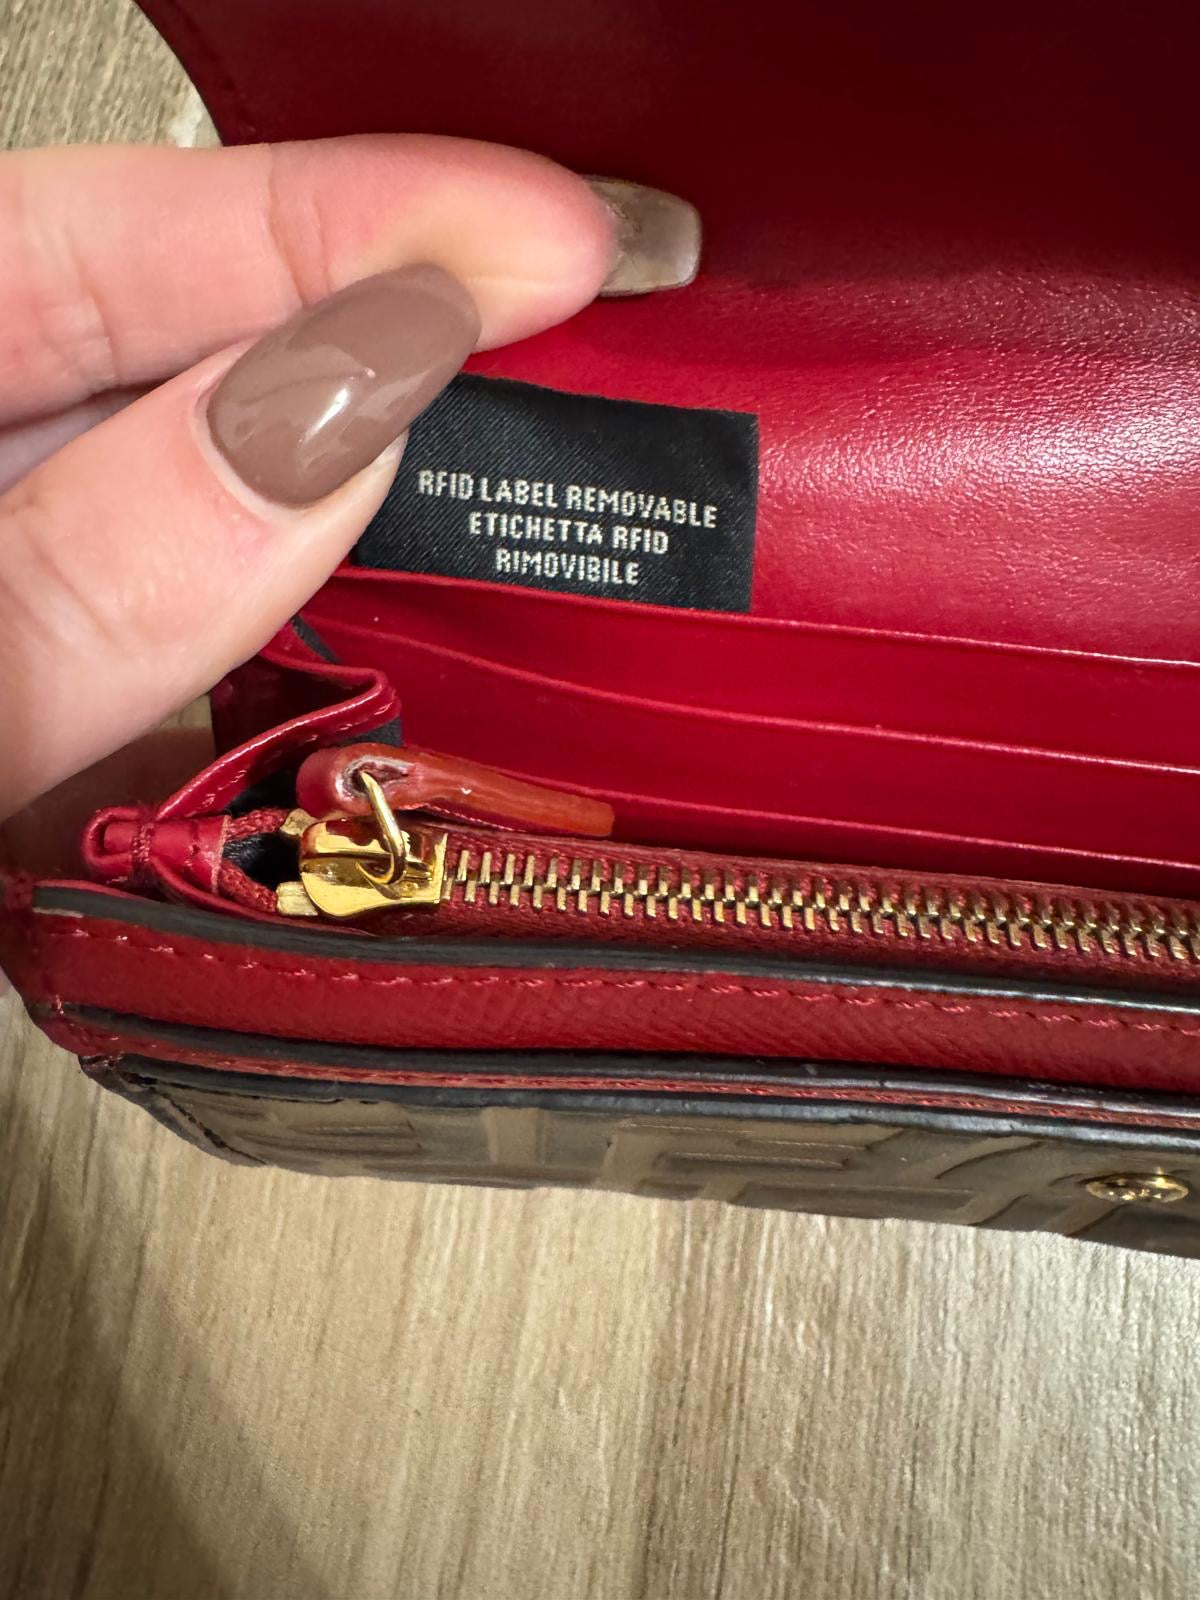 RFID LABEL REMOVABLE
ETICHETTA RFID
RIMOVIBILE